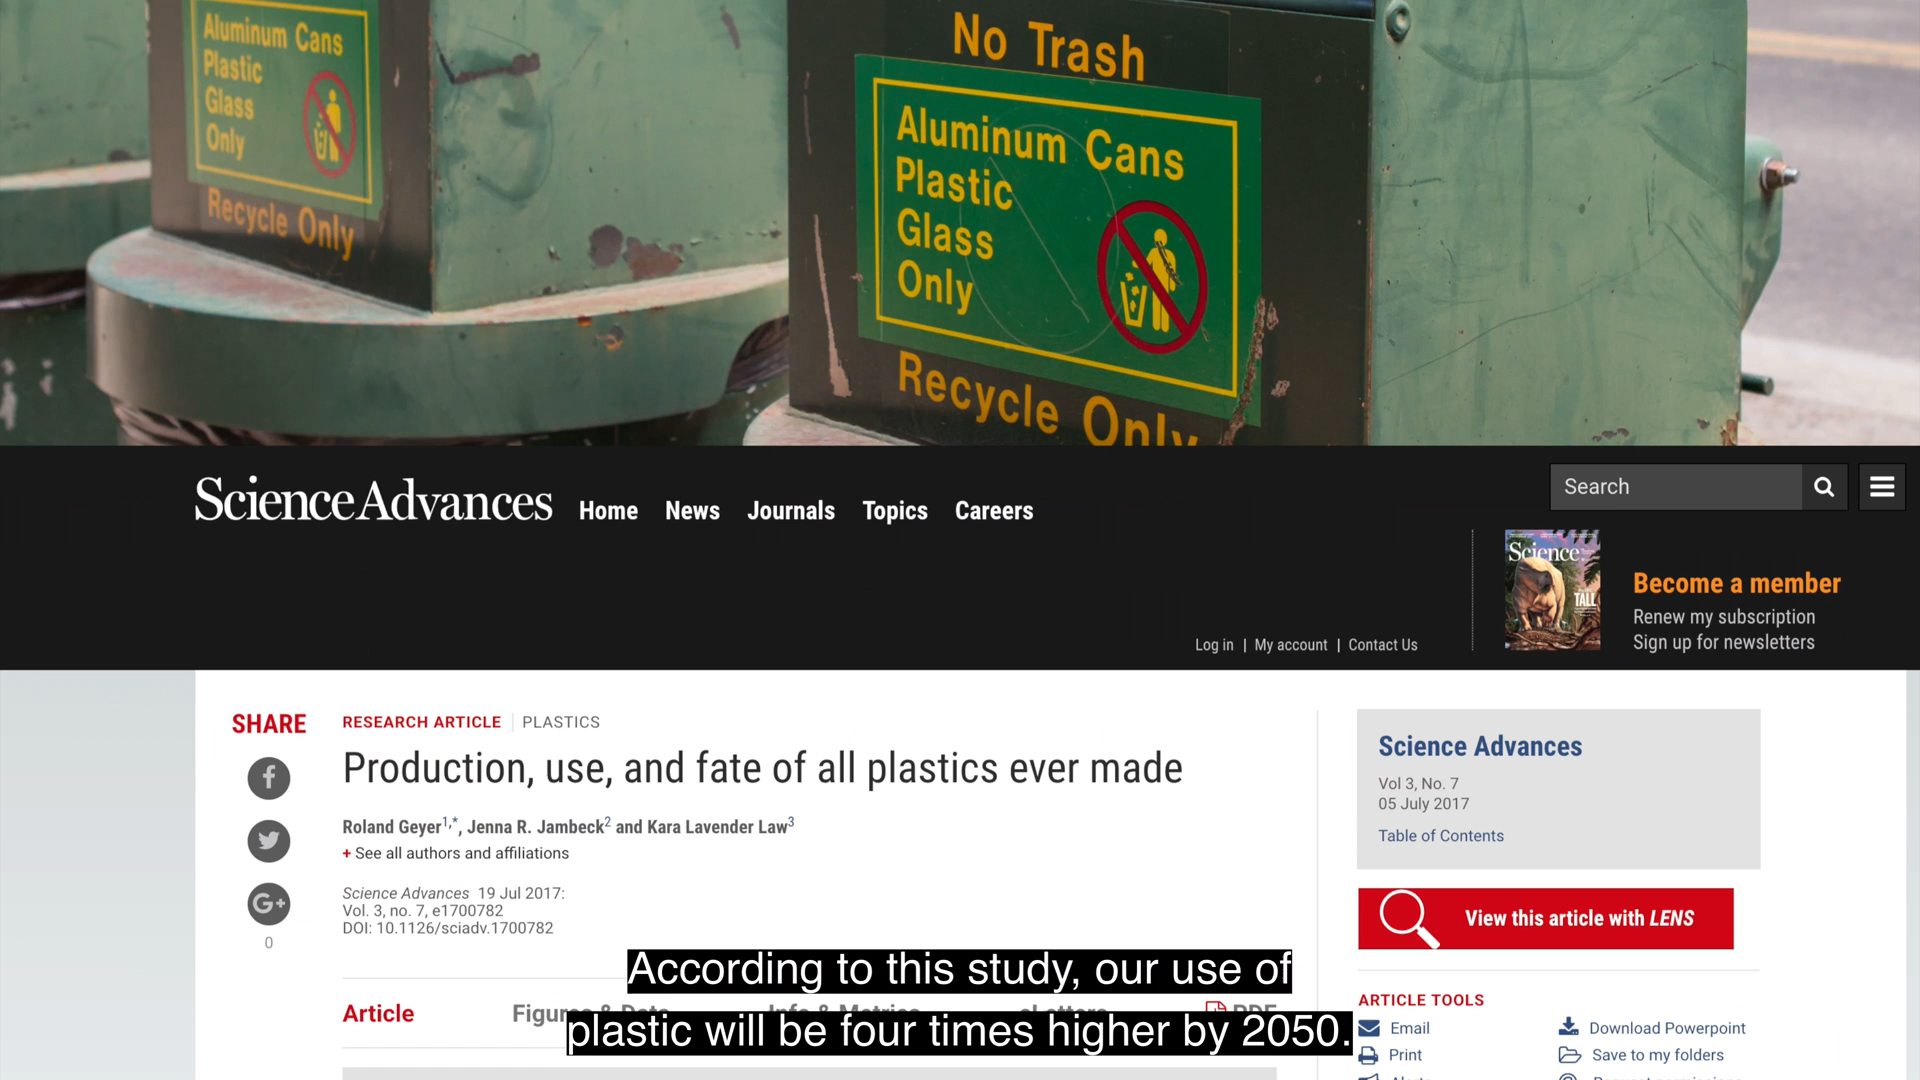 Aluminum Cans
Plastic
Glass
Only
Recycle Only
No Trash
Aluminum Cans
Plastic
Glass
Only
Recycle Only
Science Advances
Home News Journals Topics Careers
Search
Science
TALL
Become a member
Renew my subscription
Sign up for newsletters
Log in | My account | Contact Us
SHARE
0
RESEARCH ARTICLE | PLASTICS
Production, use, and fate of all plastics ever made
Roland Geyer1,*, Jenna R. Jambeck2 and Kara Lavender Law3
+ See all authors and affiliations
Science Advances 19 Jul 2017:
Vol. 3, no. 7, e1700782
DOI: 10.1126/sciadv.1700782
Article
Science Advances
Vol 3, No. 7
05 July 2017
Table of Contents
View this article with LENS
ARTICLE TOOLS
Email
Download Powerpoint
Print
Save to my folders
According to this study, our use of
plastic will be four times higher by 2050.